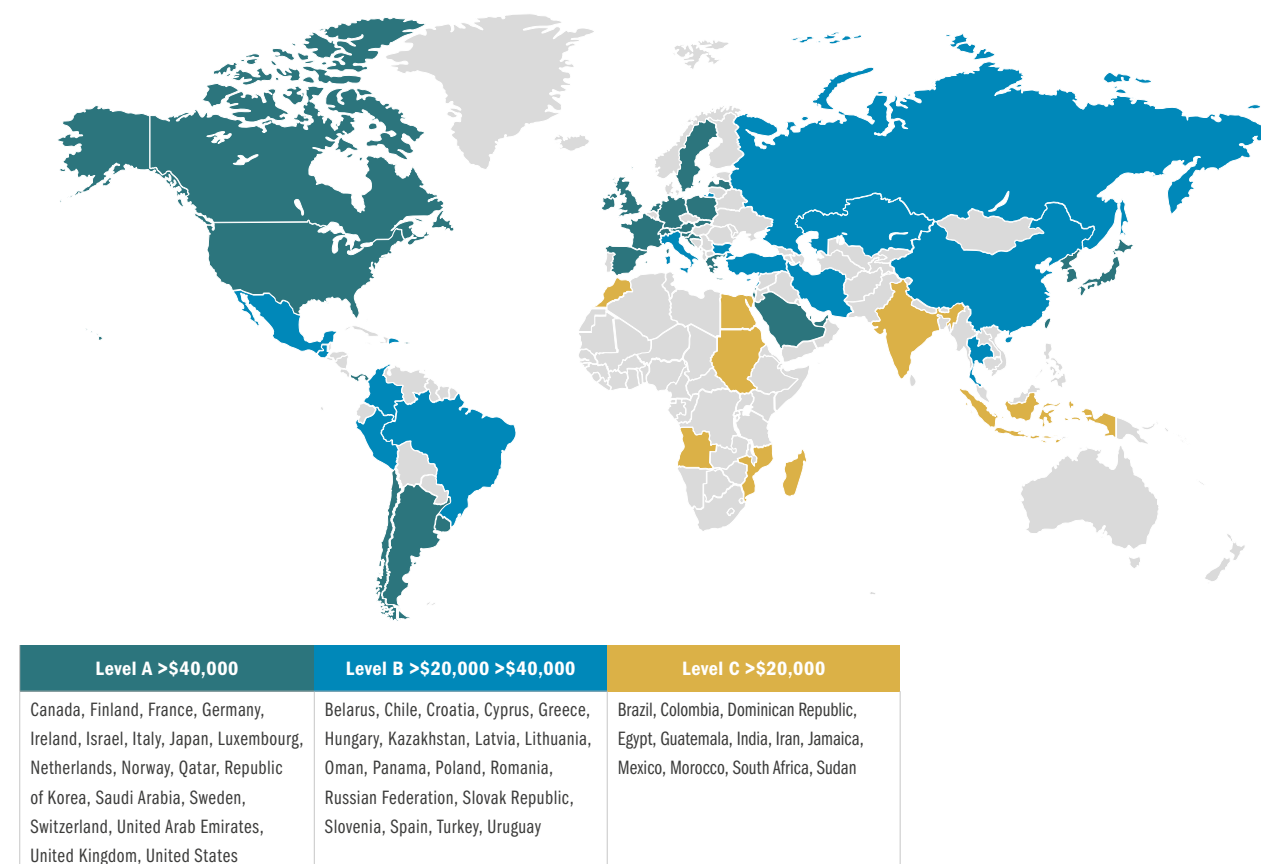 Level A >$40,000
Canada, Finland, France, Germany,
Ireland, Israel, Italy, Japan, Luxembourg,
Netherlands, Norway, Qatar, Republic
of Korea, Saudi Arabia, Sweden,
Switzerland, United Arab Emirates,
United Kingdom, United States
Level B >$20,000 >$40,000
Belarus, Chile, Croatia, Cyprus, Greece,
Hungary, Kazakhstan, Latvia, Lithuania,
Oman, Panama, Poland, Romania,
Russian Federation, Slovak Republic,
Slovenia, Spain, Turkey, Uruguay
Level C >$20,000
Brazil, Colombia, Dominican Republic,
Egypt, Guatemala, India, Iran, Jamaica,
Mexico, Morocco, South Africa, Sudan